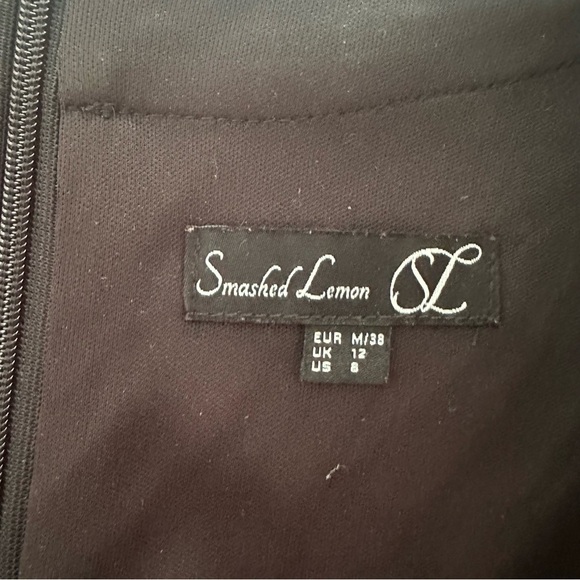 Smashed Lemon SL
EUR M/38
UK 12
US 8